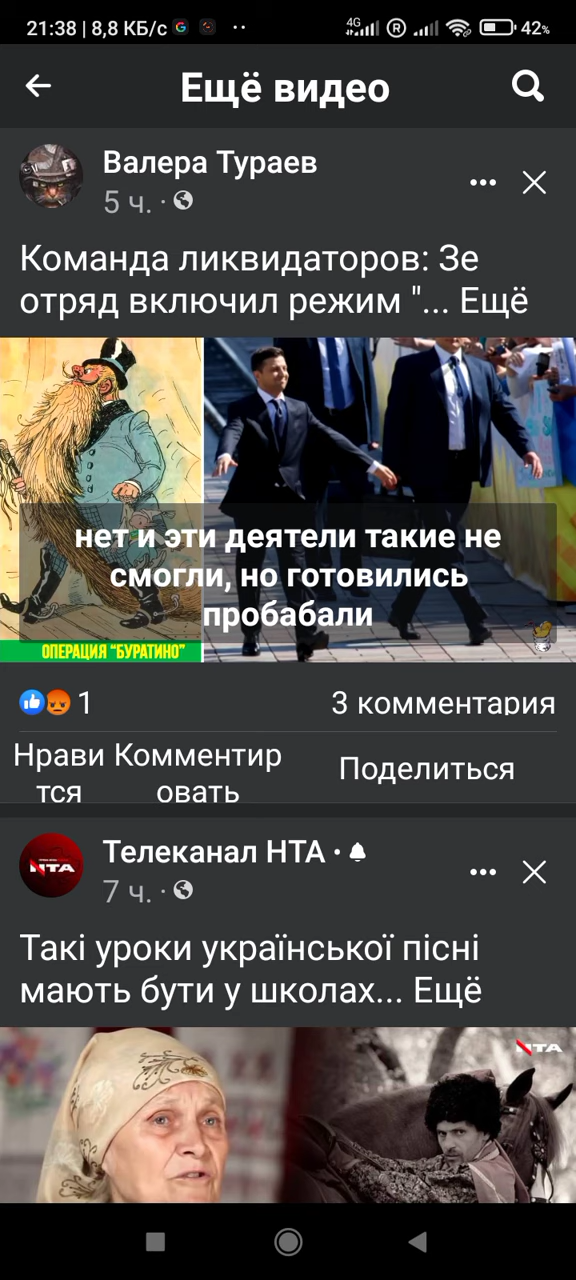 21:38 | 8,8 КБ/с
4G
R
42%
Ещё видео
Валера Тураев
5 ч. ·
Команда ликвидаторов: Зе
отряд включил режим "... Ещё
нет и эти деятели такие не
смогли, но готовились
пробабали
ОПЕРАЦИЯ "БУРАТИНО"
1
3 комментария
Нрави
тся
Комментир
овать
Поделиться
NTA
Телеканал НТА ·
7 ч. ·
Такі уроки української пісні
мають бути у школах... Ещё
NTA